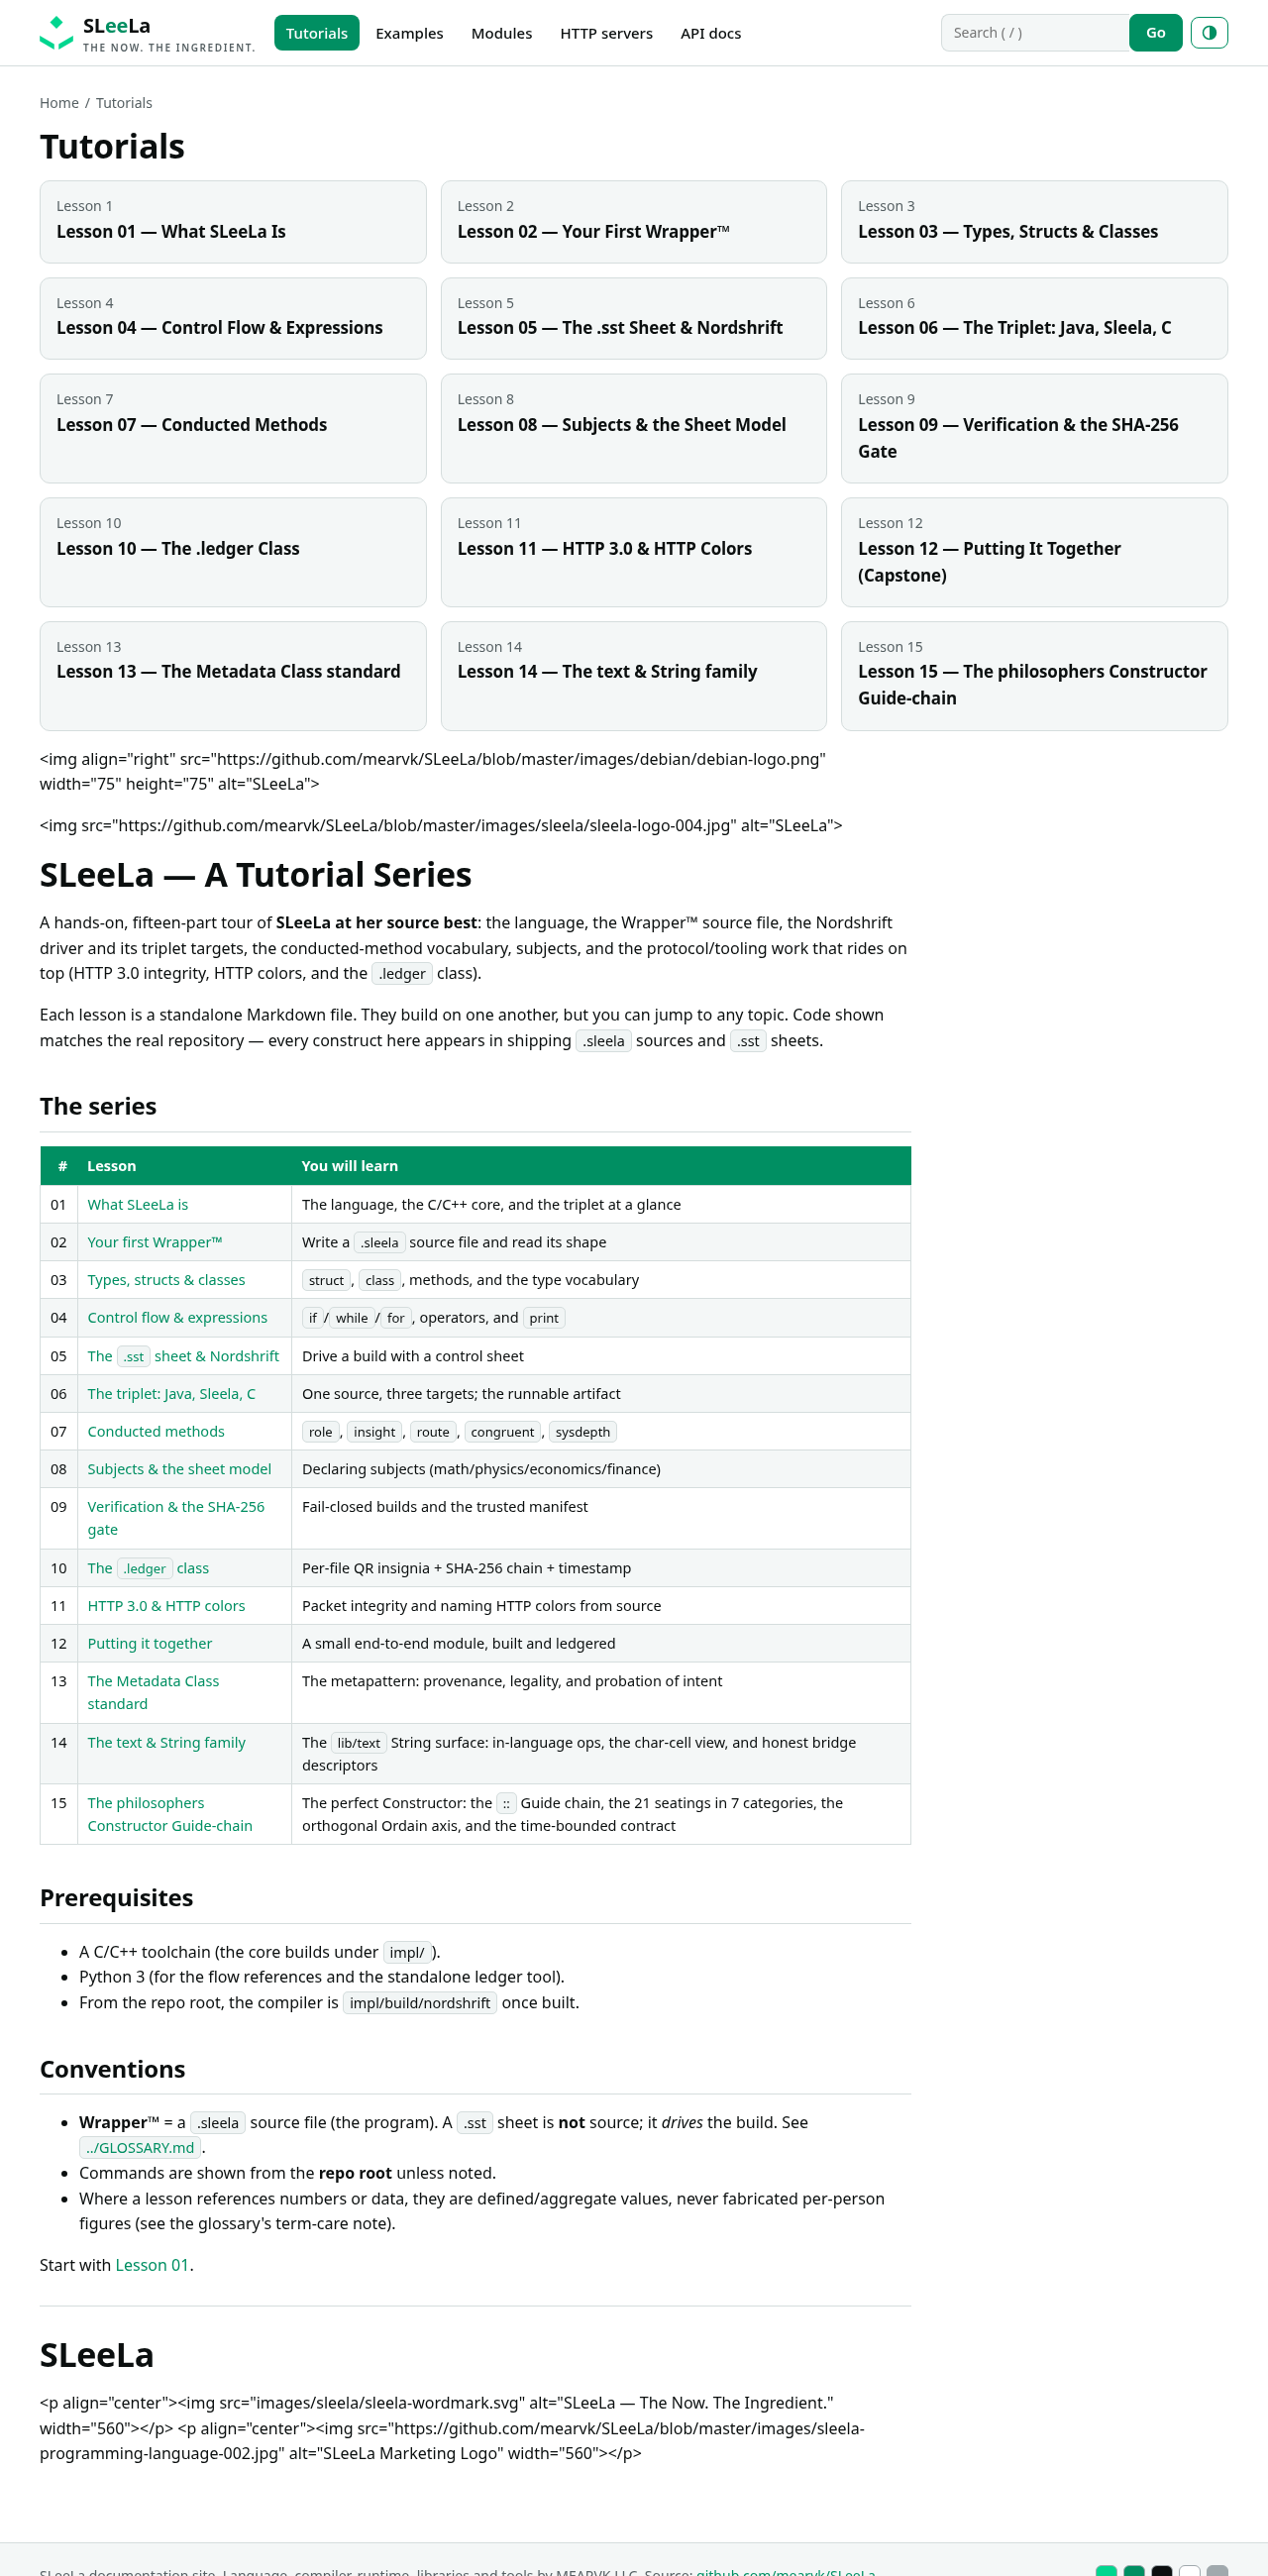 SLeeLa
THE NOW. THE INGREDIENT.
Tutorials Examples Modules HTTP servers API docs
Search ( / ) Go
Home / Tutorials
Tutorials
Lesson 1
Lesson 01 — What SLeeLa Is
Lesson 2
Lesson 02 — Your First Wrapper™
Lesson 3
Lesson 03 — Types, Structs & Classes
Lesson 4
Lesson 04 — Control Flow & Expressions
Lesson 5
Lesson 05 — The .sst Sheet & Nordshrift
Lesson 6
Lesson 06 — The Triplet: Java, Sleela, C
Lesson 7
Lesson 07 — Conducted Methods
Lesson 8
Lesson 08 — Subjects & the Sheet Model
Lesson 9
Lesson 09 — Verification & the SHA-256
Gate
Lesson 10
Lesson 10 — The .ledger Class
Lesson 11
Lesson 11 — HTTP 3.0 & HTTP Colors
Lesson 12
Lesson 12 — Putting It Together
(Capstone)
Lesson 13
Lesson 13 — The Metadata Class standard
Lesson 14
Lesson 14 — The text & String family
Lesson 15
Lesson 15 — The philosophers Constructor
Guide-chain
<img align="right" src="https://github.com/mearvk/SLeeLa/blob/master/images/debian/debian-logo.png"
width="75" height="75" alt="SLeeLa">
<img src="https://github.com/mearvk/SLeeLa/blob/master/images/sleela/sleela-logo-004.jpg" alt="SLeeLa">
SLeeLa — A Tutorial Series
A hands-on, fifteen-part tour of SLeeLa at her source best: the language, the Wrapper™ source file, the Nordshrift
driver and its triplet targets, the conducted-method vocabulary, subjects, and the protocol/tooling work that rides on
top (HTTP 3.0 integrity, HTTP colors, and the .ledger class).
Each lesson is a standalone Markdown file. They build on one another, but you can jump to any topic. Code shown
matches the real repository — every construct here appears in shipping .sleela sources and .sst sheets.
The series
# Lesson You will learn
01 What SLeeLa is The language, the C/C++ core, and the triplet at a glance
02 Your first Wrapper™ Write a .sleela source file and read its shape
03 Types, structs & classes struct, class, methods, and the type vocabulary
04 Control flow & expressions if/while/for, operators, and print
05 The .sst sheet & Nordshrift Drive a build with a control sheet
06 The triplet: Java, Sleela, C One source, three targets; the runnable artifact
07 Conducted methods role, insight, route, congruent, sysdepth
08 Subjects & the sheet model Declaring subjects (math/physics/economics/finance)
09 Verification & the SHA-256 Fail-closed builds and the trusted manifest
gate
10 The .ledger class Per-file QR insignia + SHA-256 chain + timestamp
11 HTTP 3.0 & HTTP colors Packet integrity and naming HTTP colors from source
12 Putting it together A small end-to-end module, built and ledgered
13 The Metadata Class The metapattern: provenance, legality, and probation of intent
standard
14 The text & String family The lib/text String surface: in-language ops, the char-cell view, and honest bridge
descriptors
15 The philosophers The perfect Constructor: the :: Guide chain, the 21 seatings in 7 categories, the
Constructor Guide-chain orthogonal Ordain axis, and the time-bounded contract
Prerequisites
• A C/C++ toolchain (the core builds under impl/).
• Python 3 (for the flow references and the standalone ledger tool).
• From the repo root, the compiler is impl/build/nordshrift once built.
Conventions
• Wrapper™ = a .sleela source file (the program). A .sst sheet is not source; it drives the build. See
../GLOSSARY.md.
• Commands are shown from the repo root unless noted.
• Where a lesson references numbers or data, they are defined/aggregate values, never fabricated per-person
figures (see the glossary's term-care note).
Start with Lesson 01.
SLeeLa
<p align="center"><img src="images/sleela/sleela-wordmark.svg" alt="SLeeLa — The Now. The Ingredient."
width="560"></p> <p align="center"><img src="https://github.com/mearvk/SLeeLa/blob/master/images/sleela-
programming-language-002.jpg" alt="SLeeLa Marketing Logo" width="560"></p>
SLeeLa documentation site. Language, compiler, runtime, libraries and tools by MEARVK LLC. Source: github.com/mearvk/SLeeLa